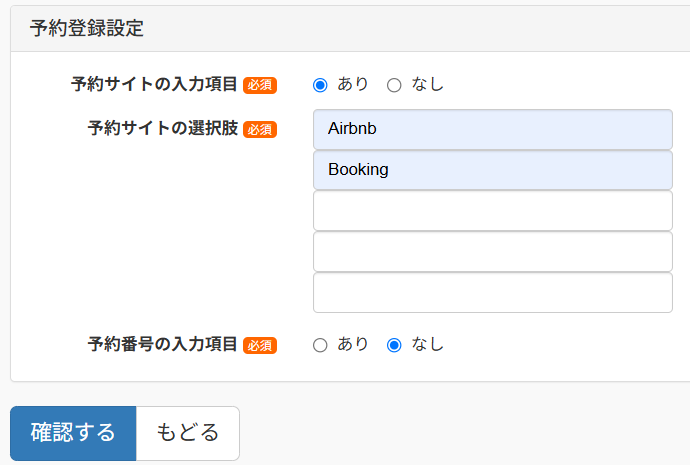 予約登録設定
予約サイトの入力項目 必須 あり なし
予約サイトの選択肢 必須 Airbnb
Booking
予約番号の入力項目 必須 あり なし
確認する もどる